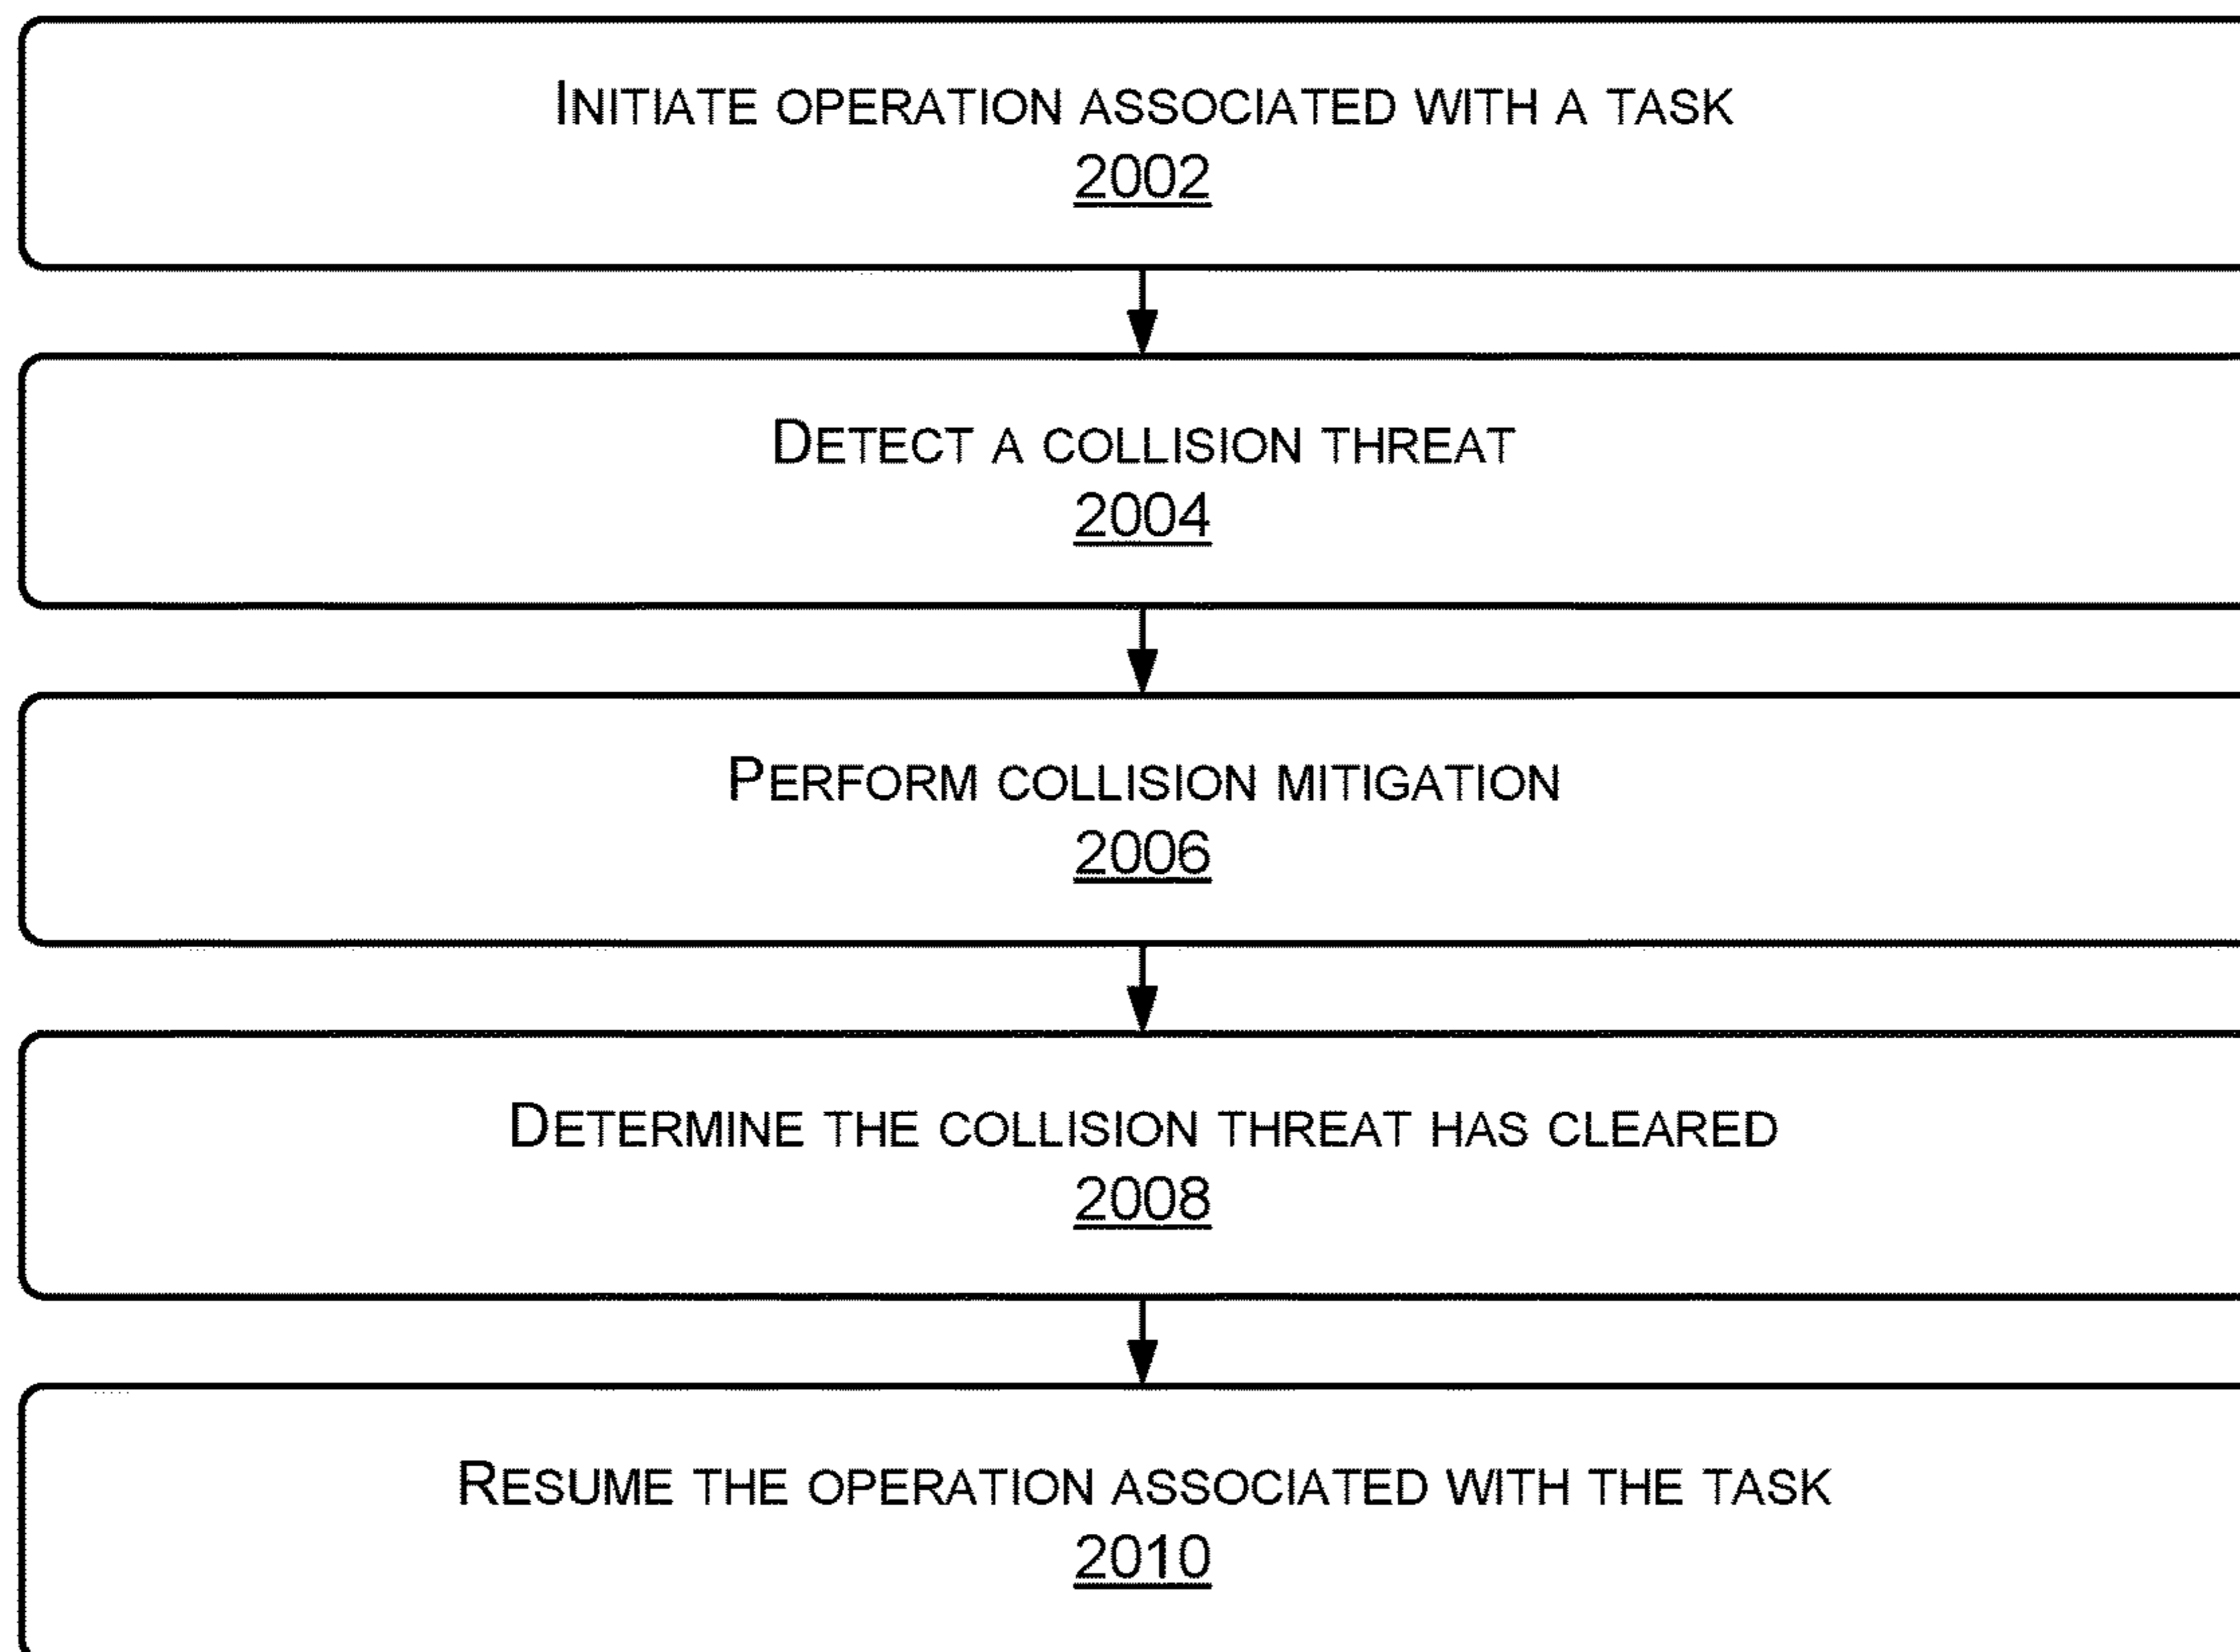 INITIATE OPERATION ASSOCIATED WITH A TASK
2002
DETECT A COLLISION THREAT
2004
PERFORM COLLISION MITIGATION
2006
DETERMINE THE COLLISION THREAT HAS CLEARED
2008
RESUME THE OPERATION ASSOCIATED WITH THE TASK
2010